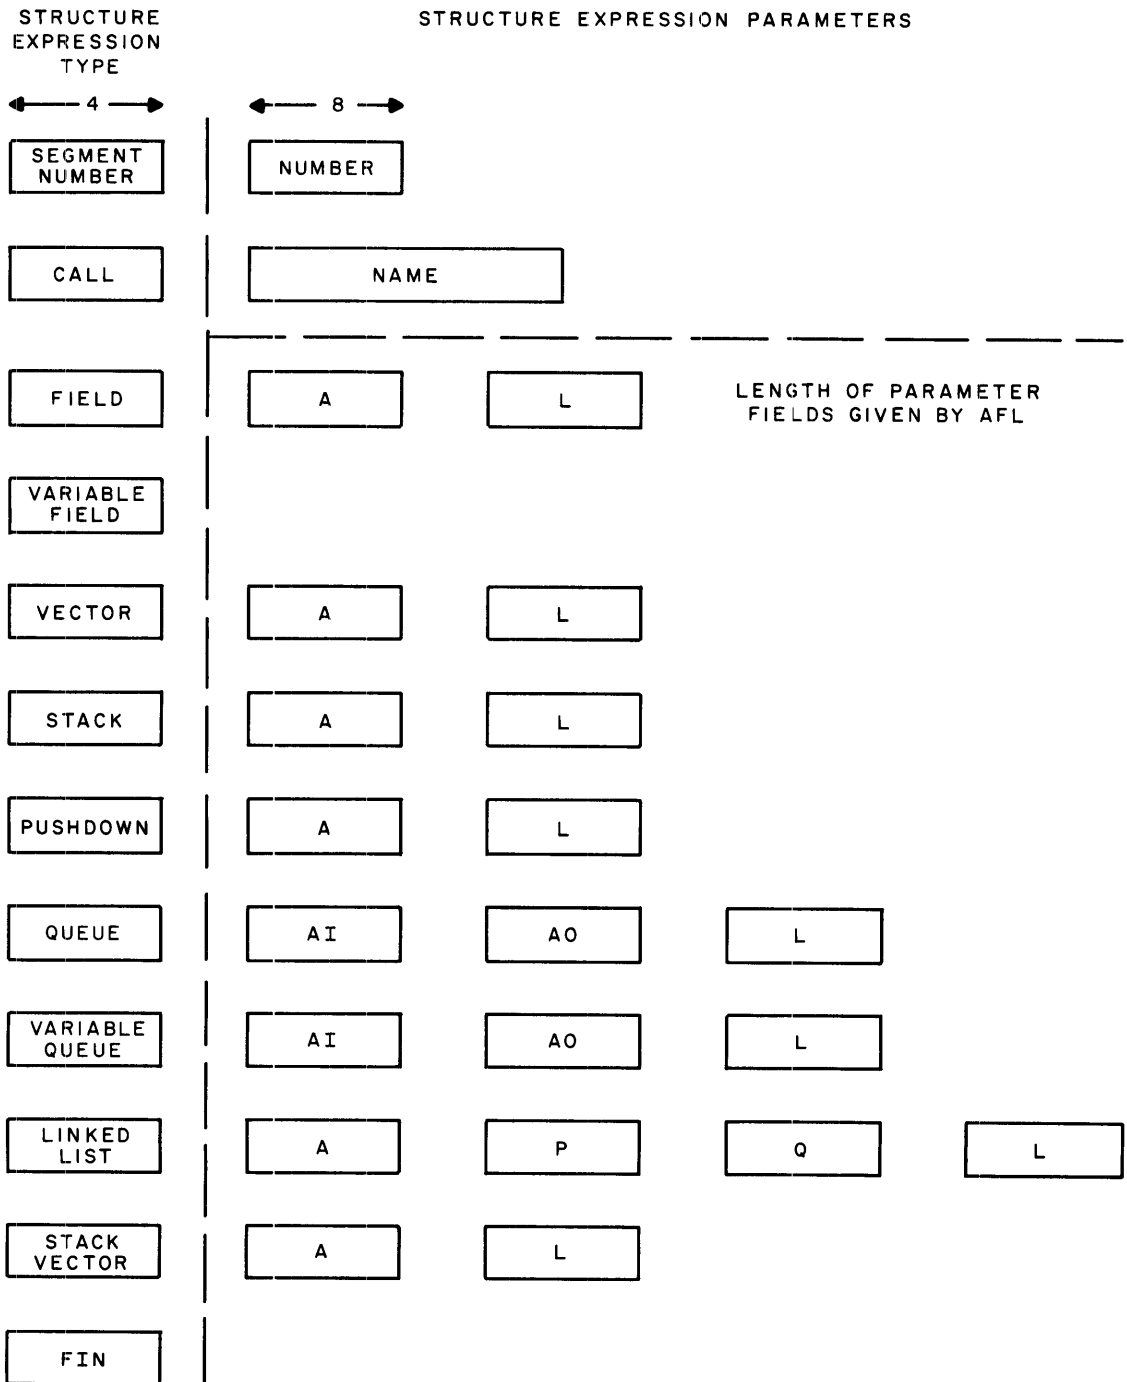 STRUCTURE
EXPRESSION
TYPE
STRUCTURE EXPRESSION PARAMETERS
4
8
SEGMENT
NUMBER
NUMBER
CALL
NAME
FIELD
A
L
LENGTH OF PARAMETER
FIELDS GIVEN BY AFL
VARIABLE
FIELD
VECTOR
A
L
STACK
A
L
PUSHDOWN
A
L
QUEUE
AI
AO
L
VARIABLE
QUEUE
AI
AO
L
LINKED
LIST
A
P
Q
L
STACK
VECTOR
A
L
FIN